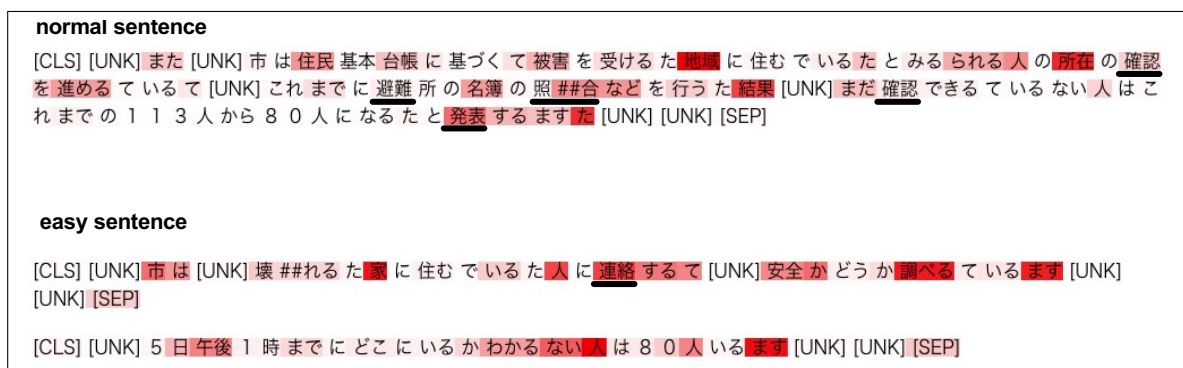 normal sentence
[CLS] [UNK] また [UNK] 市 は 住民 基本 台帳 に 基づく て 被害 を 受ける た 地域 に 住む で いる た と みる られる 人 の 所在 の 確認
を 進める て いる て [UNK] これ まで に 避難 所 の 名簿 の 照 ##合 など を 行う た 結果 [UNK] まだ 確認 できる て いる ない 人 は こ
れ まで の 1 1 3 人 から 8 0 人 に なる た と 発表 する ます た [UNK] [UNK] [SEP]
easy sentence
[CLS] [UNK] 市 は [UNK] 壊 ##れる た 家 に 住む で いる た 人 に 連絡 する て [UNK] 安全 か どう か 調べる て いる ます [UNK]
[UNK] [SEP]
[CLS] [UNK] 5 日 午後 1 時 まで に どこ に いる か わかる ない 人 は 8 0 人 いる ます [UNK] [UNK] [SEP]